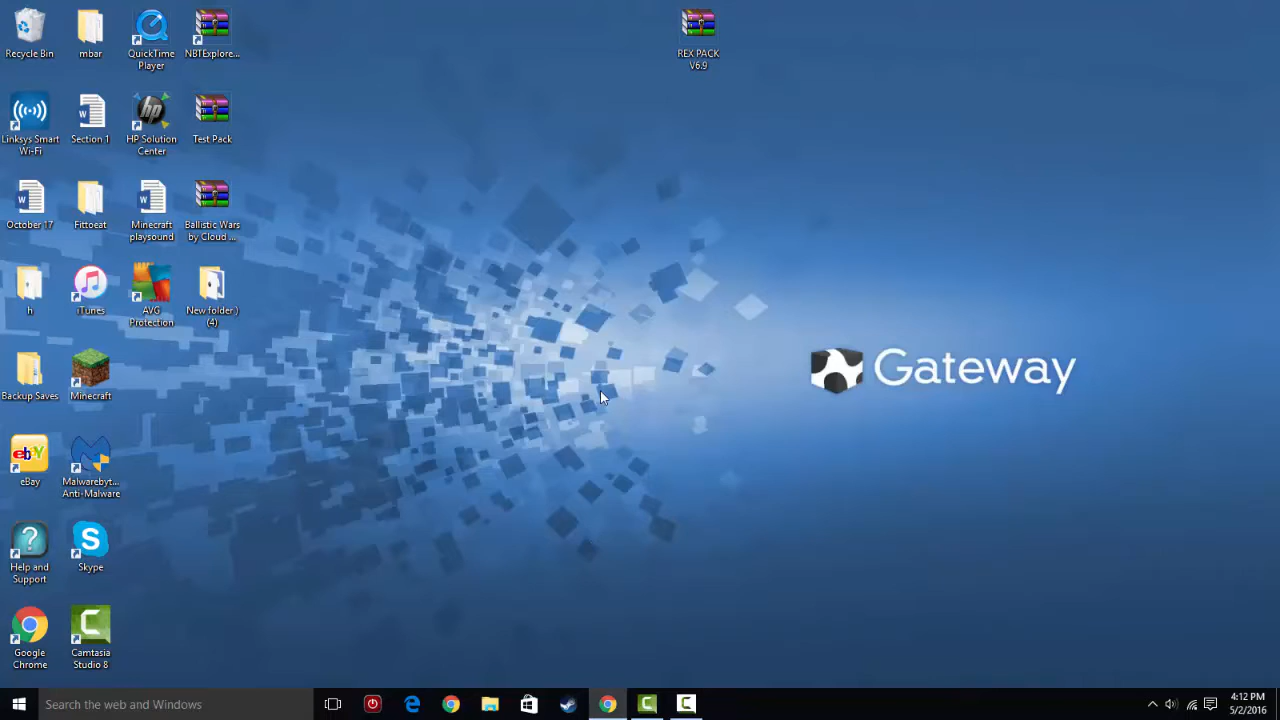 Recycle Bin
mbar
QuickTime
Player
NBTExplore...
REX PACK
V6.9
Linksys Smart
Wi-Fi
Section 1
HP Solution
Center
Test Pack
October 17
Fittoeat
Minecraft
playsound
Ballistic Wars
by Cloud ...
h
iTunes
AVG
Protection
New folder )
(4)
Gateway
Backup Saves
Minecraft
eBay
Malwarebyt...
Anti-Malware
Help and
Support
Skype
Google
Chrome
Camtasia
Studio 8
Search the web and Windows
4:12 PM
5/2/2016